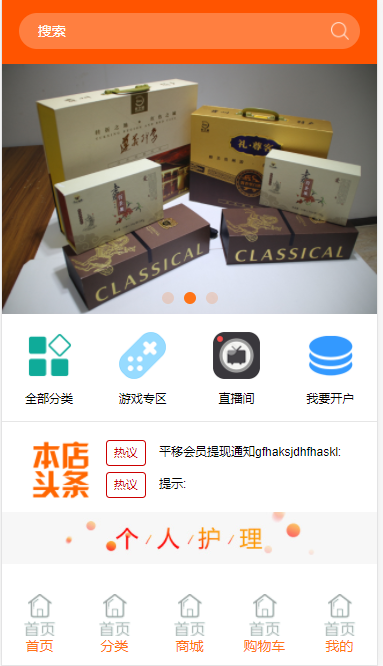 搜索
礼·尊客
CLASSICAL
CLASSICAL
全部分类
游戏专区
直播间
我要开户
本店
头条
热议
平移会员提现通知gfhaksjdhfhaskl:
热议
提示:
个人护理
首页 首页 首页 首页 首页
首页 分类 商城 购物车 我的